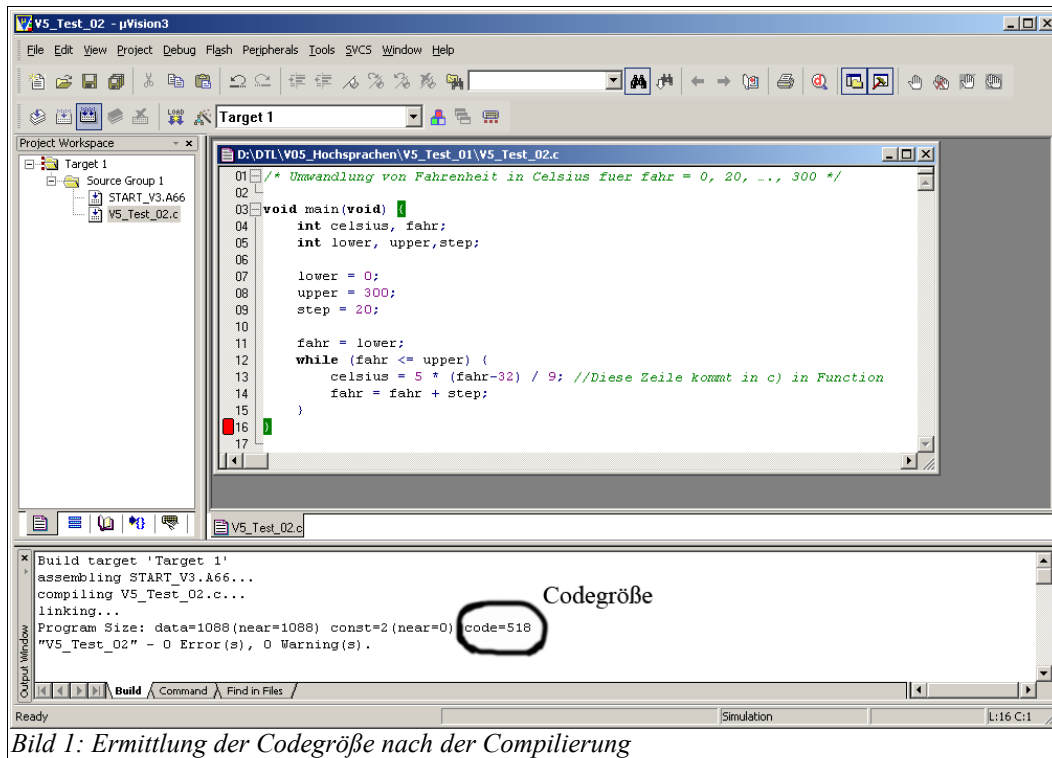 V5_Test_02 - µVision3
File Edit View Project Debug Flash Peripherals Tools SVCS Window Help
LOAD Target 1
Project Workspace
Target 1
Source Group 1
START_V3.A66
V5_Test_02.c
D:\DTL\V05_Hochsprachen\V5_Test_01\V5_Test_02.c
01 /* Umwandlung von Fahrenheit in Celsius fuer fahr = 0, 20, ..., 300 */
02
03 void main(void) {
04 int celsius, fahr;
05 int lower, upper,step;
06
07 lower = 0;
08 upper = 300;
09 step = 20;
10
11 fahr = lower;
12 while (fahr <= upper) {
13 celsius = 5 * (fahr-32) / 9; //Diese Zeile kommt in c) in Function
14 fahr = fahr + step;
15 }
16 }
17
V5_Test_02.c
Build target 'Target 1'
assembling START_V3.A66...
compiling V5_Test_02.c...
linking...
Program Size: data=1088(near=1088) const=2(near=0) code=518
"V5_Test_02" - 0 Error(s), 0 Warning(s).
Codegröße
Output Window
Build Command Find in Files
Ready Simulation L:16 C:1
Bild 1: Ermittlung der Codegröße nach der Compilierung